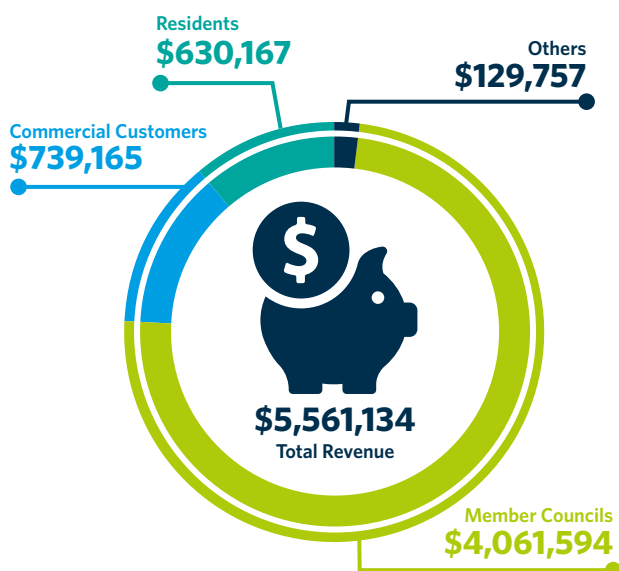 Residents
$630,167
Others
$129,757
Commercial Customers
$739,165
$
$5,561,134
Total Revenue
Member Councils
$4,061,594